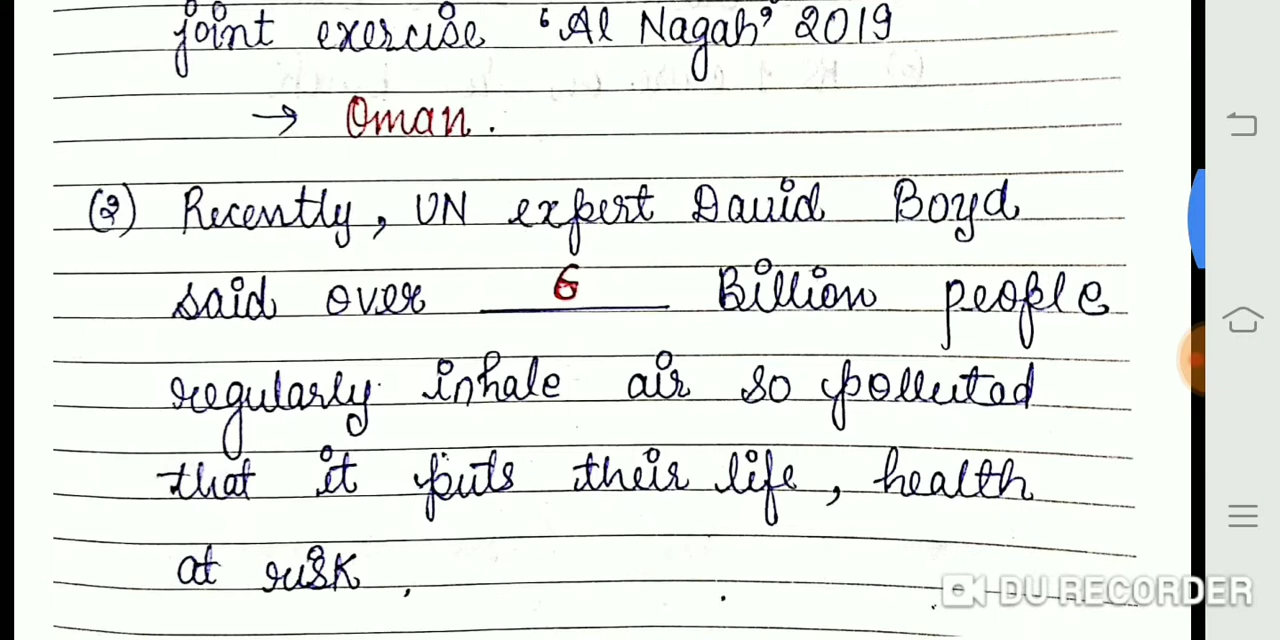 joint exercise 'Al Nagah' 2019
→ Oman.
(2) Recently, UN expert David Boyd
said over 6 Billion people
regularly inhale air so polluted
that it puts their life, health
at risk.
DU RECORDER